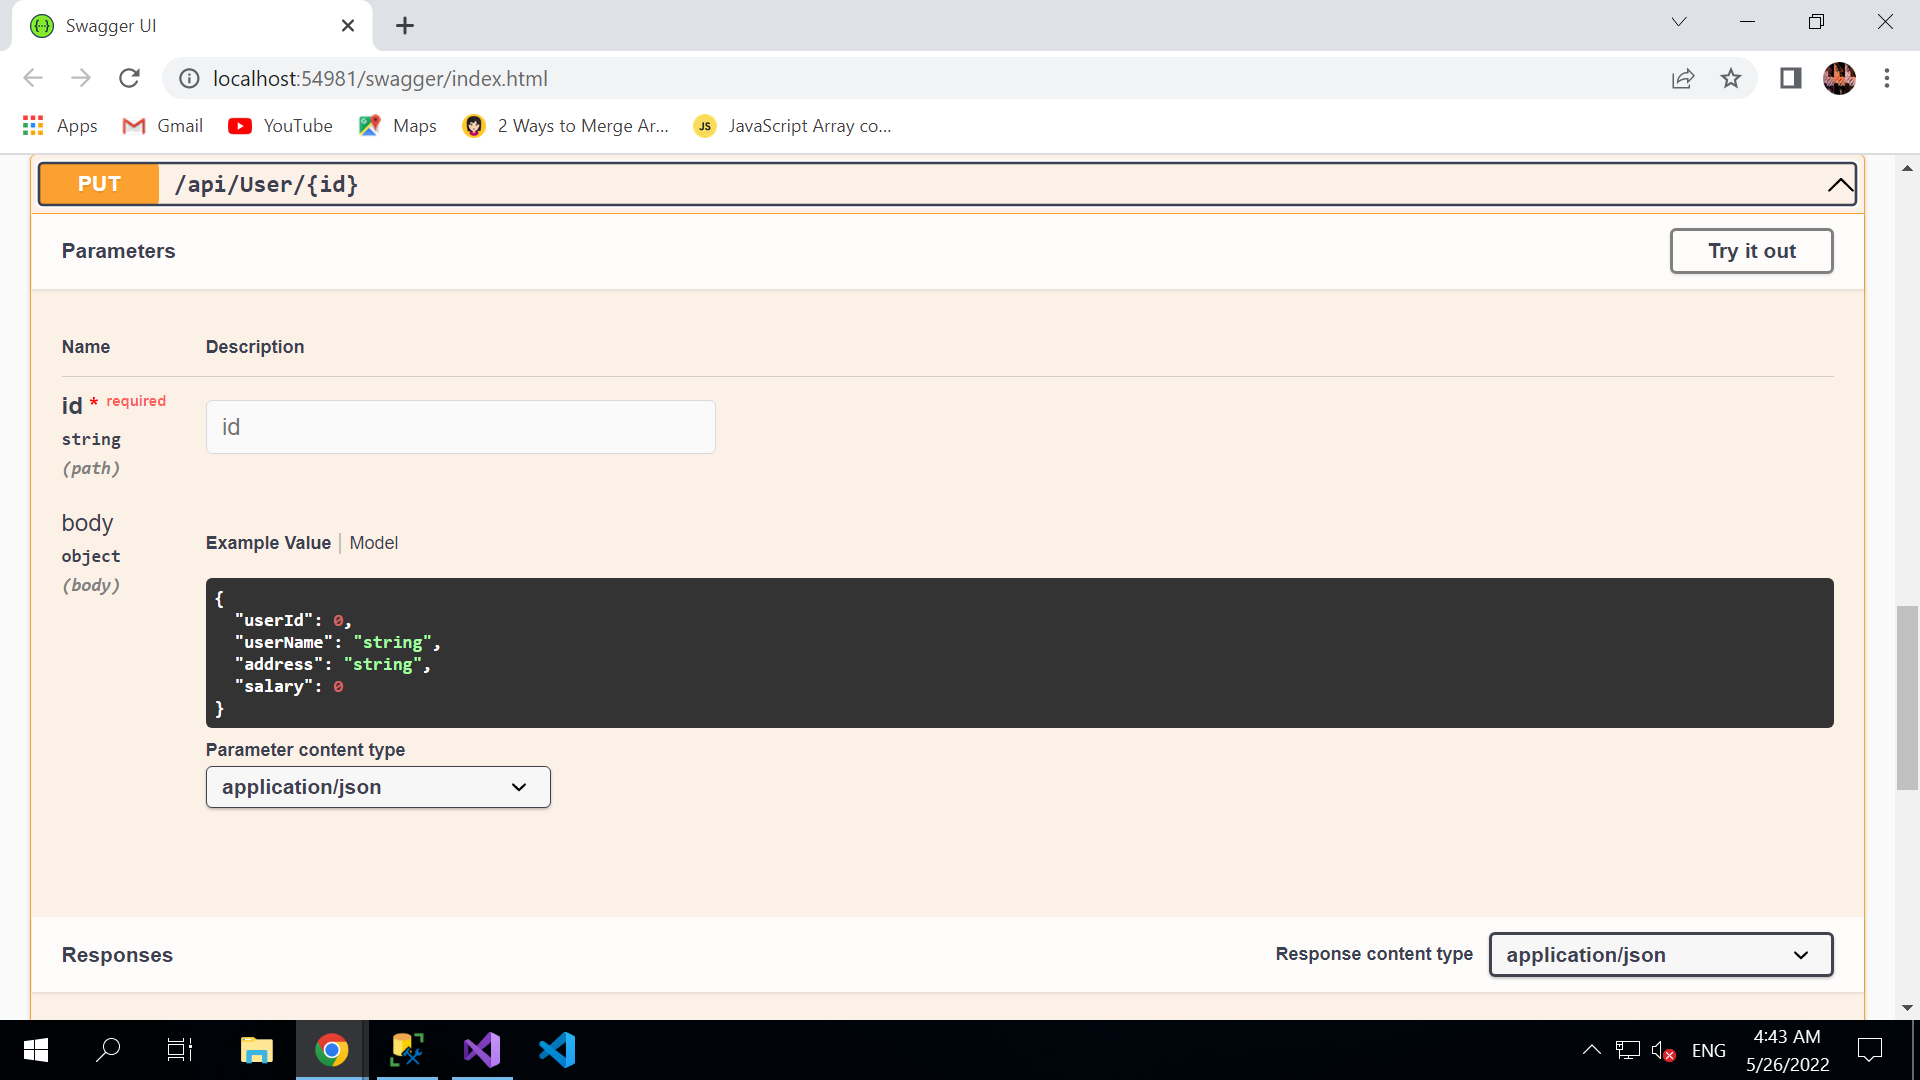 Swagger UI
localhost:54981/swagger/index.html
Apps Gmail YouTube Maps 2 Ways to Merge Ar... JS JavaScript Array co...
PUT /api/User/{id}
Parameters Try it out
Name Description
id * required
id
string
(path)
body
Example Value | Model
object
(body)
{
"userId": 0,
"userName": "string",
"address": "string",
"salary": 0
}
Parameter content type
application/json
Responses Response content type application/json
ENG 4:43 AM
5/26/2022